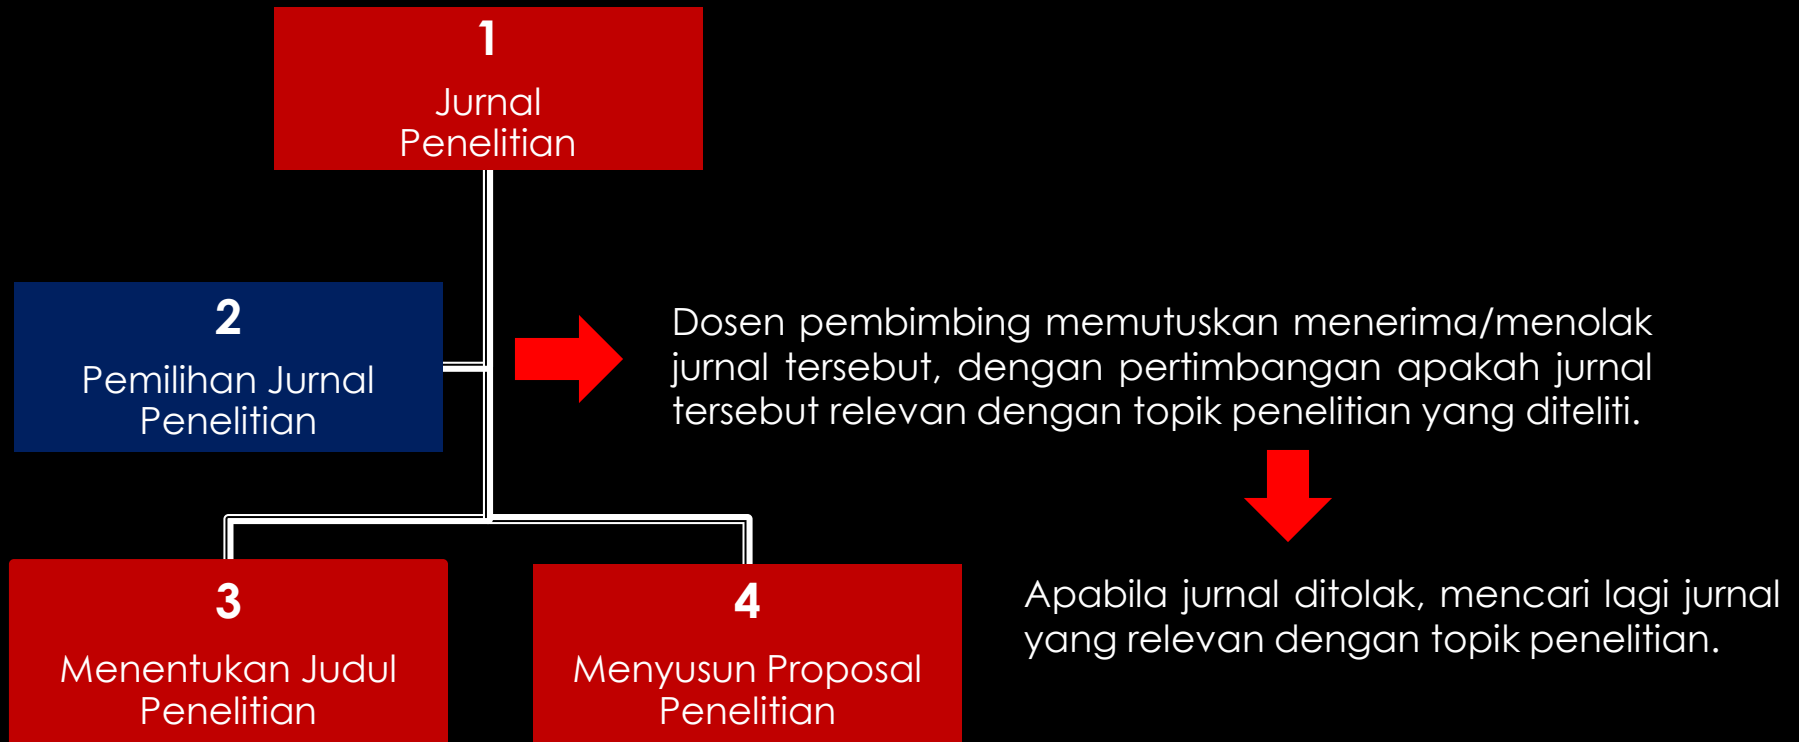 1
Jurnal
Penelitian
2
Pemilihan Jurnal
Penelitian
Dosen pembimbing memutuskan menerima/menolak
jurnal tersebut, dengan pertimbangan apakah jurnal
tersebut relevan dengan topik penelitian yang diteliti.
3
Menentukan Judul
Penelitian
4
Menyusun Proposal
Penelitian
Apabila jurnal ditolak, mencari lagi jurnal
yang relevan dengan topik penelitian.